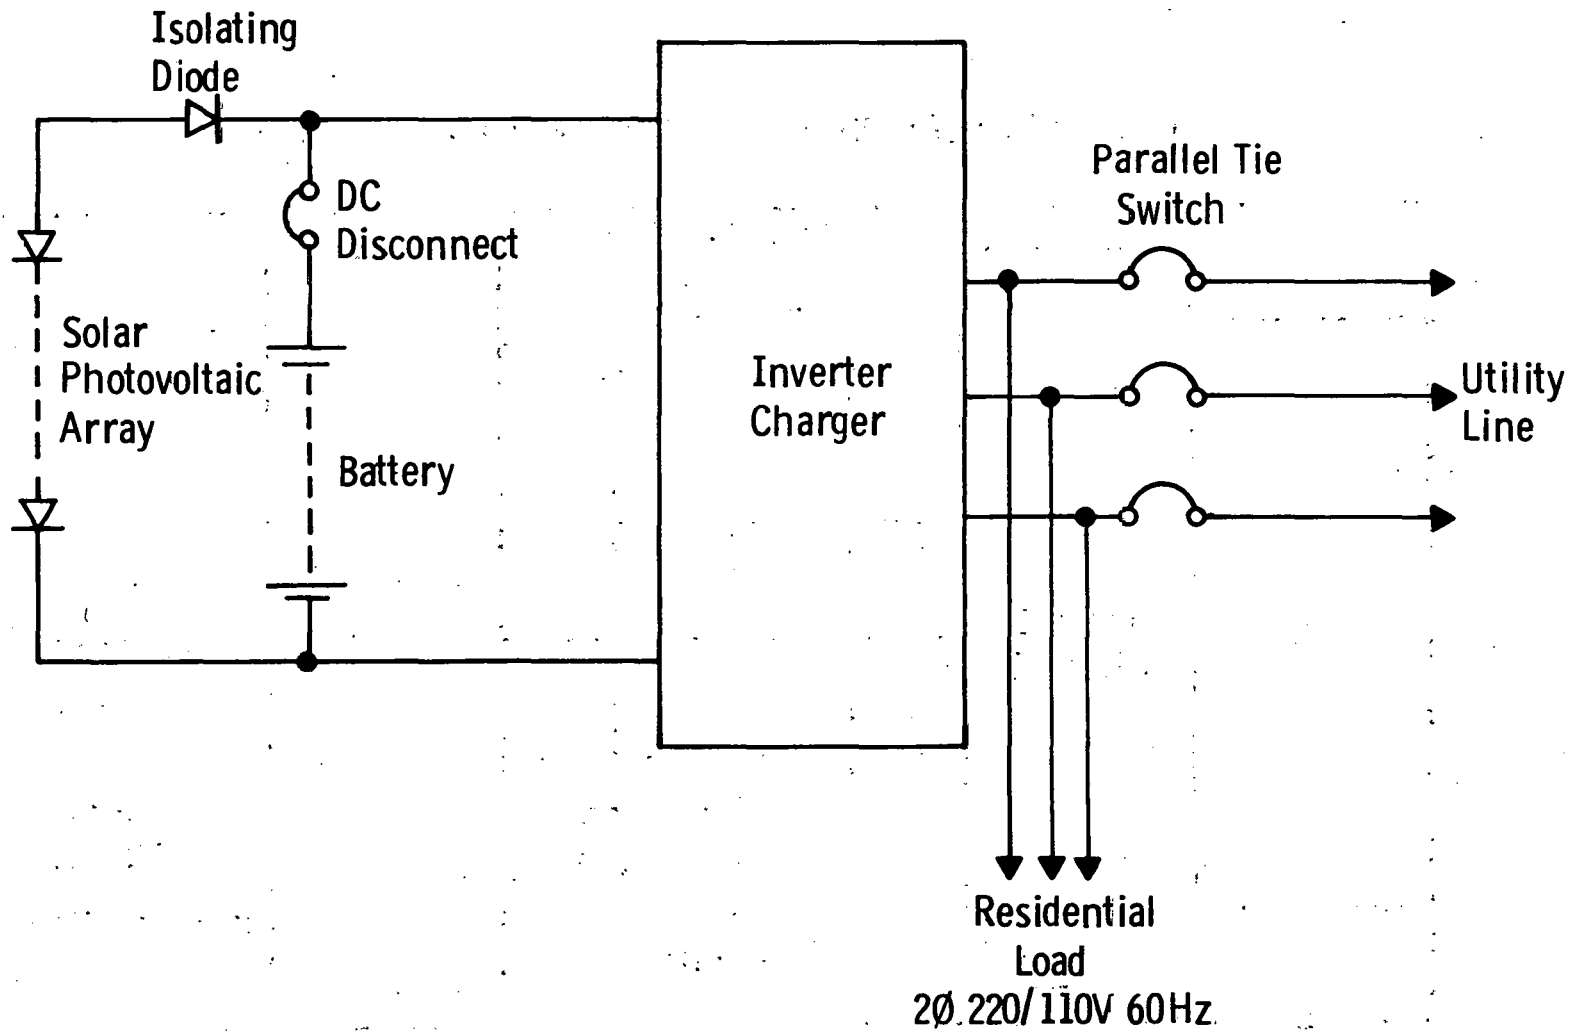 Isolating
Diode
DC
Disconnect
Solar
Photovoltaic
Array
Battery
Inverter
Charger
Parallel Tie
Switch
Utility
Line
Residential
Load
2Ø 220/110V 60Hz